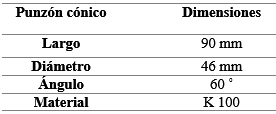 Punzón cónico Dimensiones
Largo 90 mm
Diámetro 46 mm
Ángulo 60 °
Material K 100